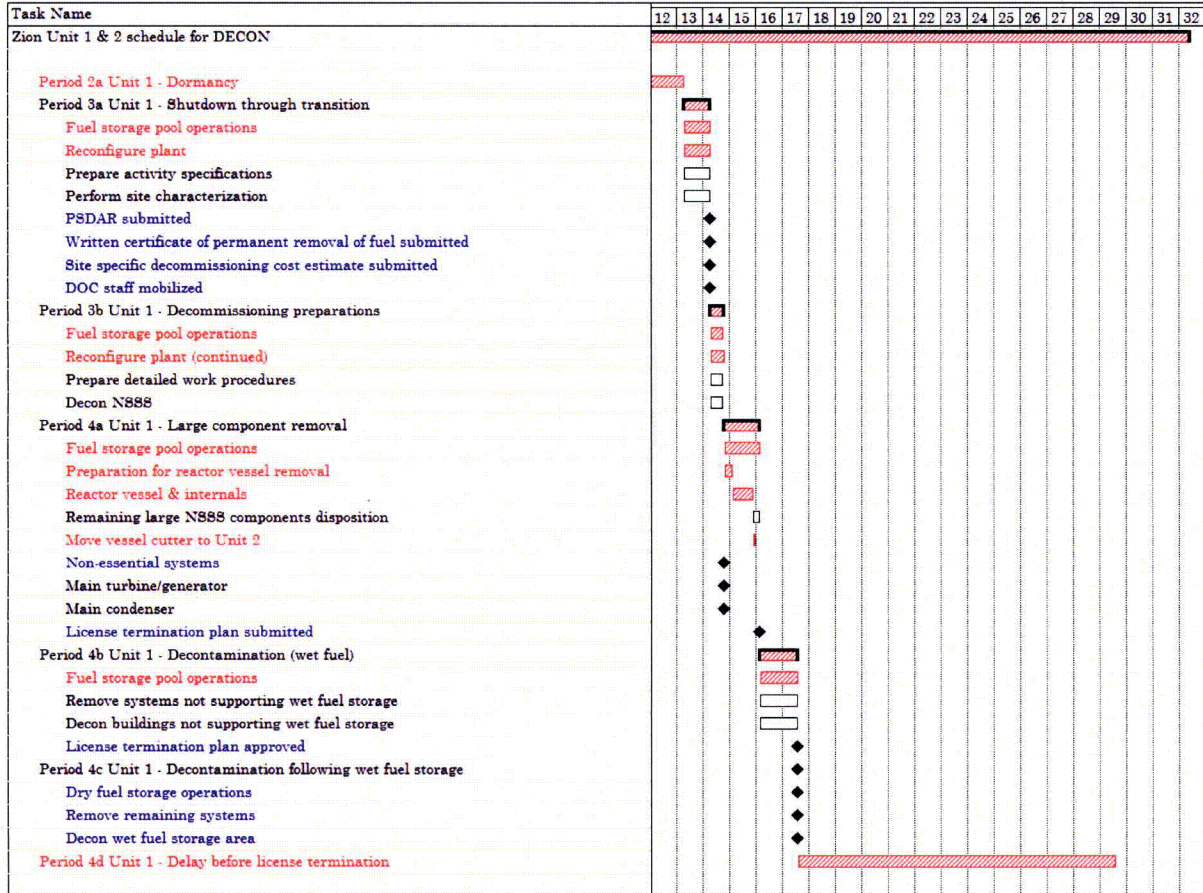 Task Name
12 13 14 15 16 17 18 19 20 21 22 23 24 25 26 27 28 29 30 31 32
Zion Unit 1 & 2 schedule for DECON
Period 2a Unit 1 - Dormancy
Period 3a Unit 1 - Shutdown through transition
Fuel storage pool operations
Reconfigure plant
Prepare activity specifications
Perform site characterization
PSDAR submitted
Written certificate of permanent removal of fuel submitted
Site specific decommissioning cost estimate submitted
DOC staff mobilized
Period 3b Unit 1 - Decommissioning preparations
Fuel storage pool operations
Reconfigure plant (continued)
Prepare detailed work procedures
Decon NSSS
Period 4a Unit 1 - Large component removal
Fuel storage pool operations
Preparation for reactor vessel removal
Reactor vessel & internals
Remaining large NSSS components disposition
Move vessel cutter to Unit 2
Non-essential systems
Main turbine/generator
Main condenser
License termination plan submitted
Period 4b Unit 1 - Decontamination (wet fuel)
Fuel storage pool operations
Remove systems not supporting wet fuel storage
Decon buildings not supporting wet fuel storage
License termination plan approved
Period 4c Unit 1 - Decontamination following wet fuel storage
Dry fuel storage operations
Remove remaining systems
Decon wet fuel storage area
Period 4d Unit 1 - Delay before license termination